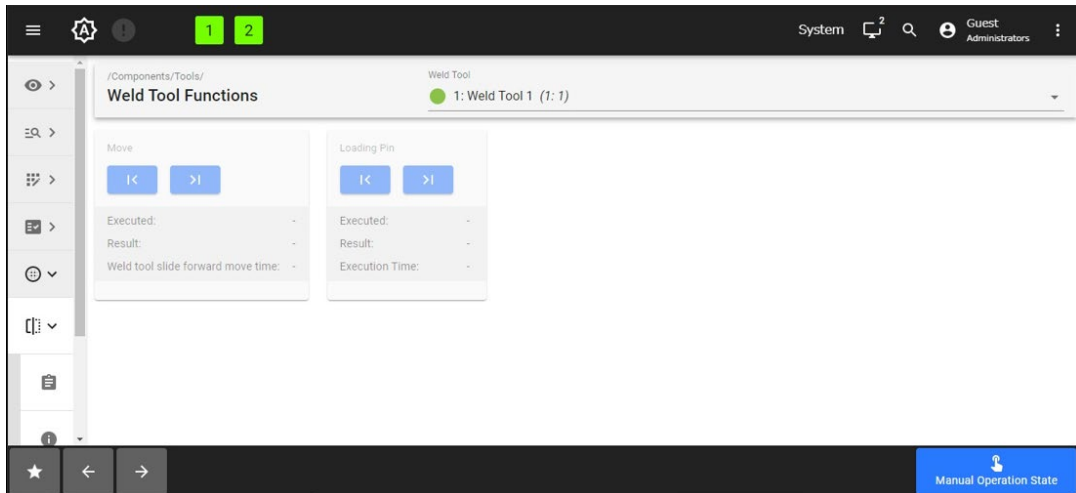 A
1
2
System
2
Guest
Administrators
/Components/Tools/
Weld Tool Functions
Weld Tool
1: Weld Tool 1 (1: 1)
Move
Executed: -
Result: -
Weld tool slide forward move time: -
Loading Pin
Executed: -
Result: -
Execution Time: -
Manual Operation State